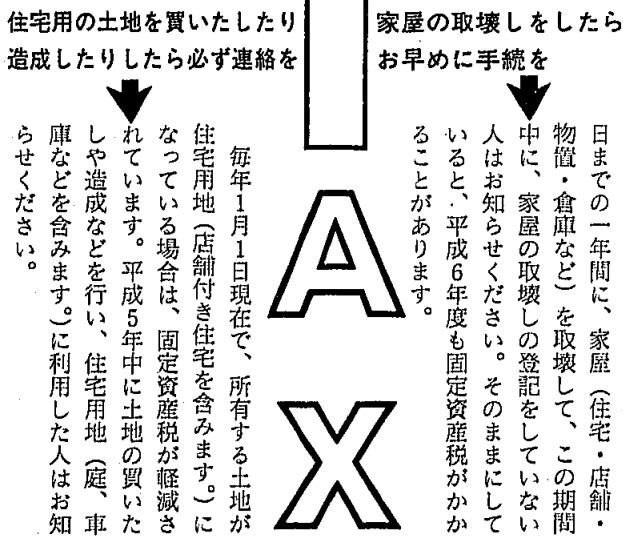 家屋の取壊しをしたら
お早めに手続を
日までの一年間に、家屋（住宅・店舗・
物置・倉庫など）を取壊して、この期間
中に、家屋の取壊しの登記をしていない
人はお知らせください。そのままにして
いると、平成6年度も固定資産税がかか
ることがあります。
TAX
住宅用の土地を買いたしたり
造成したりしたら必ず連絡を
毎年1月1日現在で、所有する土地が
住宅用地（店舗付き住宅を含みます。）に
なっている場合は、固定資産税が軽減さ
れています。平成5年中に土地の買いた
しや造成などを行い、住宅用地（庭、車
庫などを含みます。）に利用した人はお知
らせください。